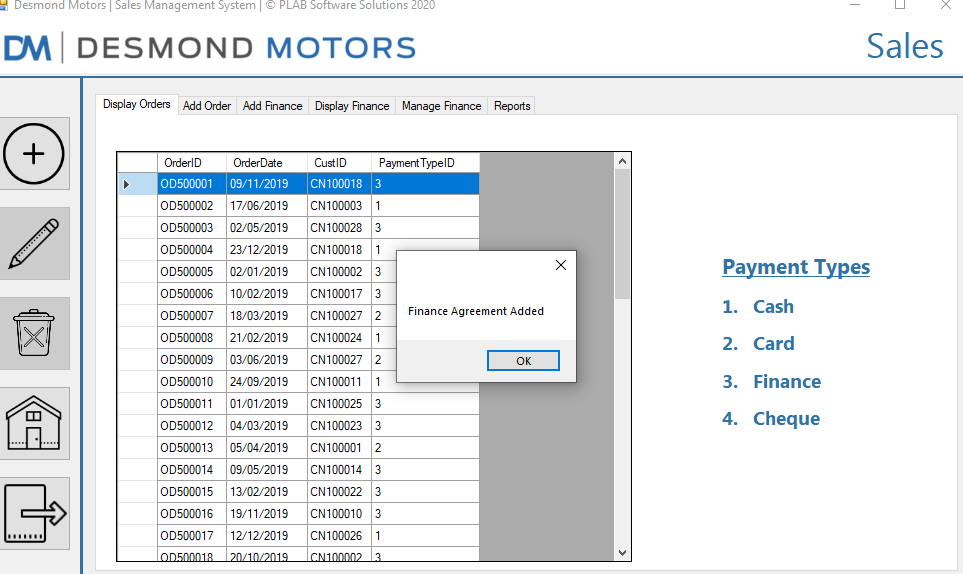 Desmond Motors | Sales Management System | © PLAB Software Solutions 2020
DM | DESMOND MOTORS
Sales
Display Orders Add Order Add Finance Display Finance Manage Finance Reports
OrderID OrderDate CustID PaymentTypeID
OD500001 09/11/2019 CN100018 3
OD500002 17/06/2019 CN100003 1
OD500003 02/05/2019 CN100028 3
OD500004 23/12/2019 CN100018 1
OD500005 02/01/2019 CN100002 3
OD500006 10/02/2019 CN100017 3
OD500007 18/03/2019 CN100027 2
OD500008 21/02/2019 CN100024 1
OD500009 03/06/2019 CN100027 2
OD500010 24/09/2019 CN100011 1
OD500011 01/01/2019 CN100025 3
OD500012 04/03/2019 CN100023 3
OD500013 05/04/2019 CN100001 2
OD500014 09/05/2019 CN100014 3
OD500015 13/02/2019 CN100022 3
OD500016 19/11/2019 CN100010 3
OD500017 12/12/2019 CN100026 1
OD500018 20/10/2019 CN100002 3
Finance Agreement Added
OK
Payment Types
1. Cash
2. Card
3. Finance
4. Cheque